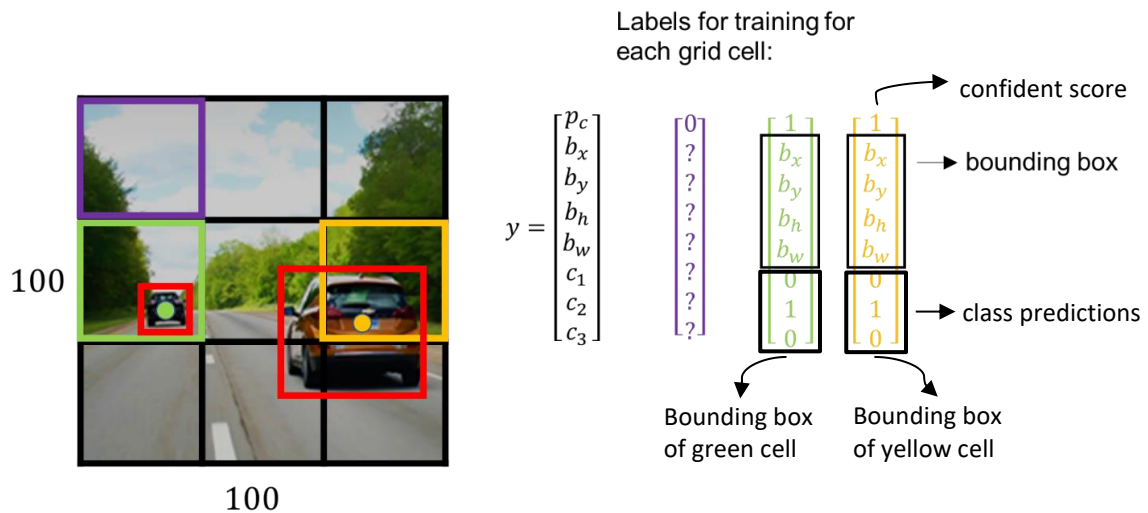 Labels for training for
each grid cell:
confident score
bounding box
class predictions
y =
p_c
b_x
b_y
b_h
b_w
c_1
c_2
c_3
0
?
?
?
?
?
?
?
1
b_x
b_y
b_h
b_w
0
1
0
1
b_x
b_y
b_h
b_w
0
1
0
Bounding box
of green cell
Bounding box
of yellow cell
100
100